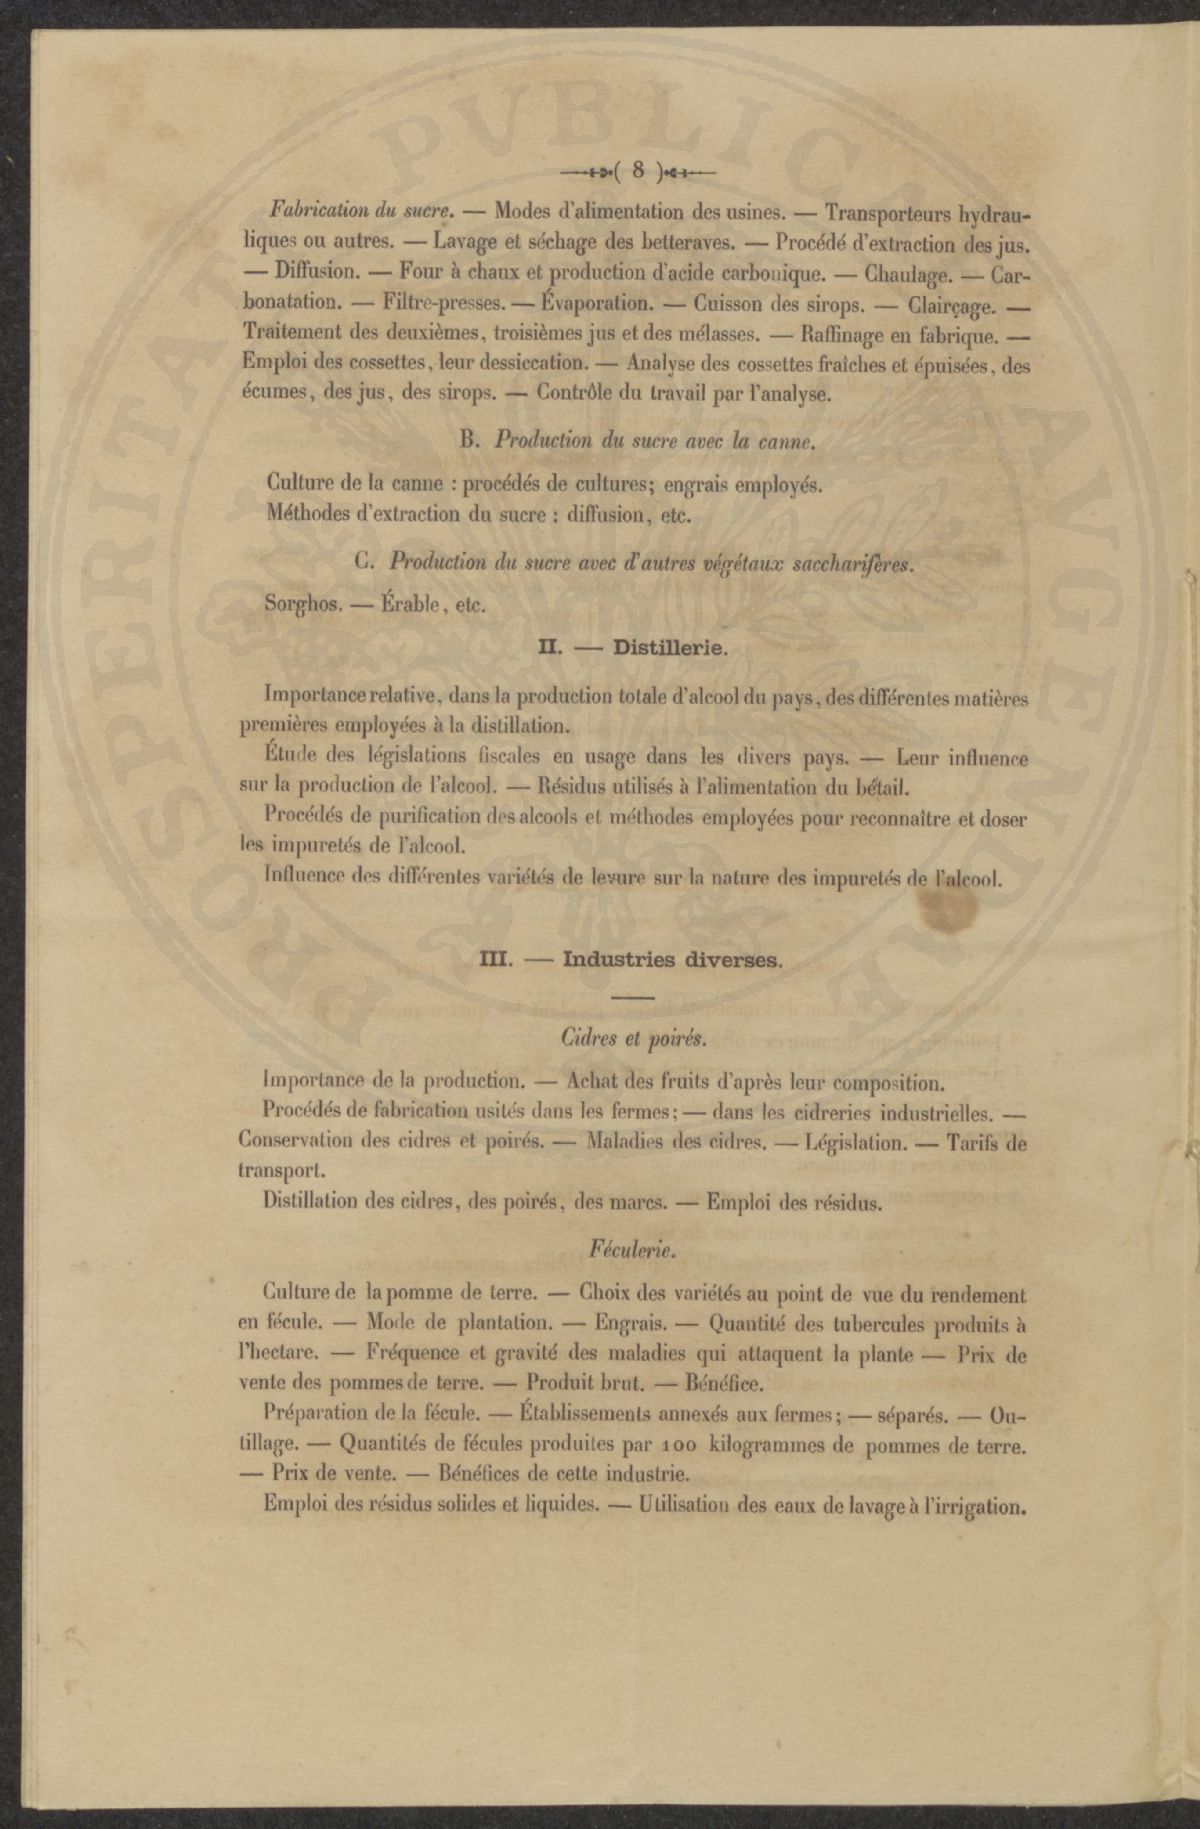 ( 8 )
Fabrication du sucre. — Modes d'alimentation des usines. — Transporteurs hydrau-
liques ou autres. — Lavage et séchage des betteraves. — Procédé d'extraction des jus.
— Diffusion. — Four à chaux et production d'acide carbonique. — Chaulage. — Car-
bonatation. — Filtre-presses. — Évaporation. — Cuisson des sirops. — Clairçage. —
Traitement des deuxièmes, troisièmes jus et des mélasses. — Raffinage en fabrique. —
Emploi des cossettes, leur dessiccation. — Analyse des cossettes fraîches et épuisées, des
écumes, des jus, des sirops. — Contrôle du travail par l'analyse.
B. Production du sucre avec la canne.
Culture de la canne : procédés de cultures; engrais employés.
Méthodes d'extraction du sucre : diffusion, etc.
C. Production du sucre avec d'autres végétaux saccharifères.
Sorghos. — Érable, etc.
II. — Distillerie.
Importance relative, dans la production totale d'alcool du pays, des différentes matières
premières employées à la distillation.
Étude des législations fiscales en usage dans les divers pays. — Leur influence
sur la production de l'alcool. — Résidus utilisés à l'alimentation du bétail.
Procédés de purification des alcools et méthodes employées pour reconnaître et doser
les impuretés de l'alcool.
Influence des différentes variétés de levure sur la nature des impuretés de l'alcool.
III. — Industries diverses.
Cidres et poirés.
Importance de la production. — Achat des fruits d'après leur composition.
Procédés de fabrication usités dans les fermes; — dans les cidreries industrielles. —
Conservation des cidres et poirés. — Maladies des cidres. — Législation. — Tarifs de
transport.
Distillation des cidres, des poirés, des marcs. — Emploi des résidus.
Féculerie.
Culture de la pomme de terre. — Choix des variétés au point de vue du rendement
en fécule. — Mode de plantation. — Engrais. — Quantité des tubercules produits à
l'hectare. — Fréquence et gravité des maladies qui attaquent la plante — Prix de
vente des pommes de terre. — Produit brut. — Bénéfice.
Préparation de la fécule. — Établissements annexés aux fermes; — séparés. — Ou-
tillage. — Quantités de fécules produites par 100 kilogrammes de pommes de terre.
— Prix de vente. — Bénéfices de cette industrie.
Emploi des résidus solides et liquides. — Utilisation des eaux de lavage à l'irrigation.
PROSPERITATI PVBLICAE AVGENDAE